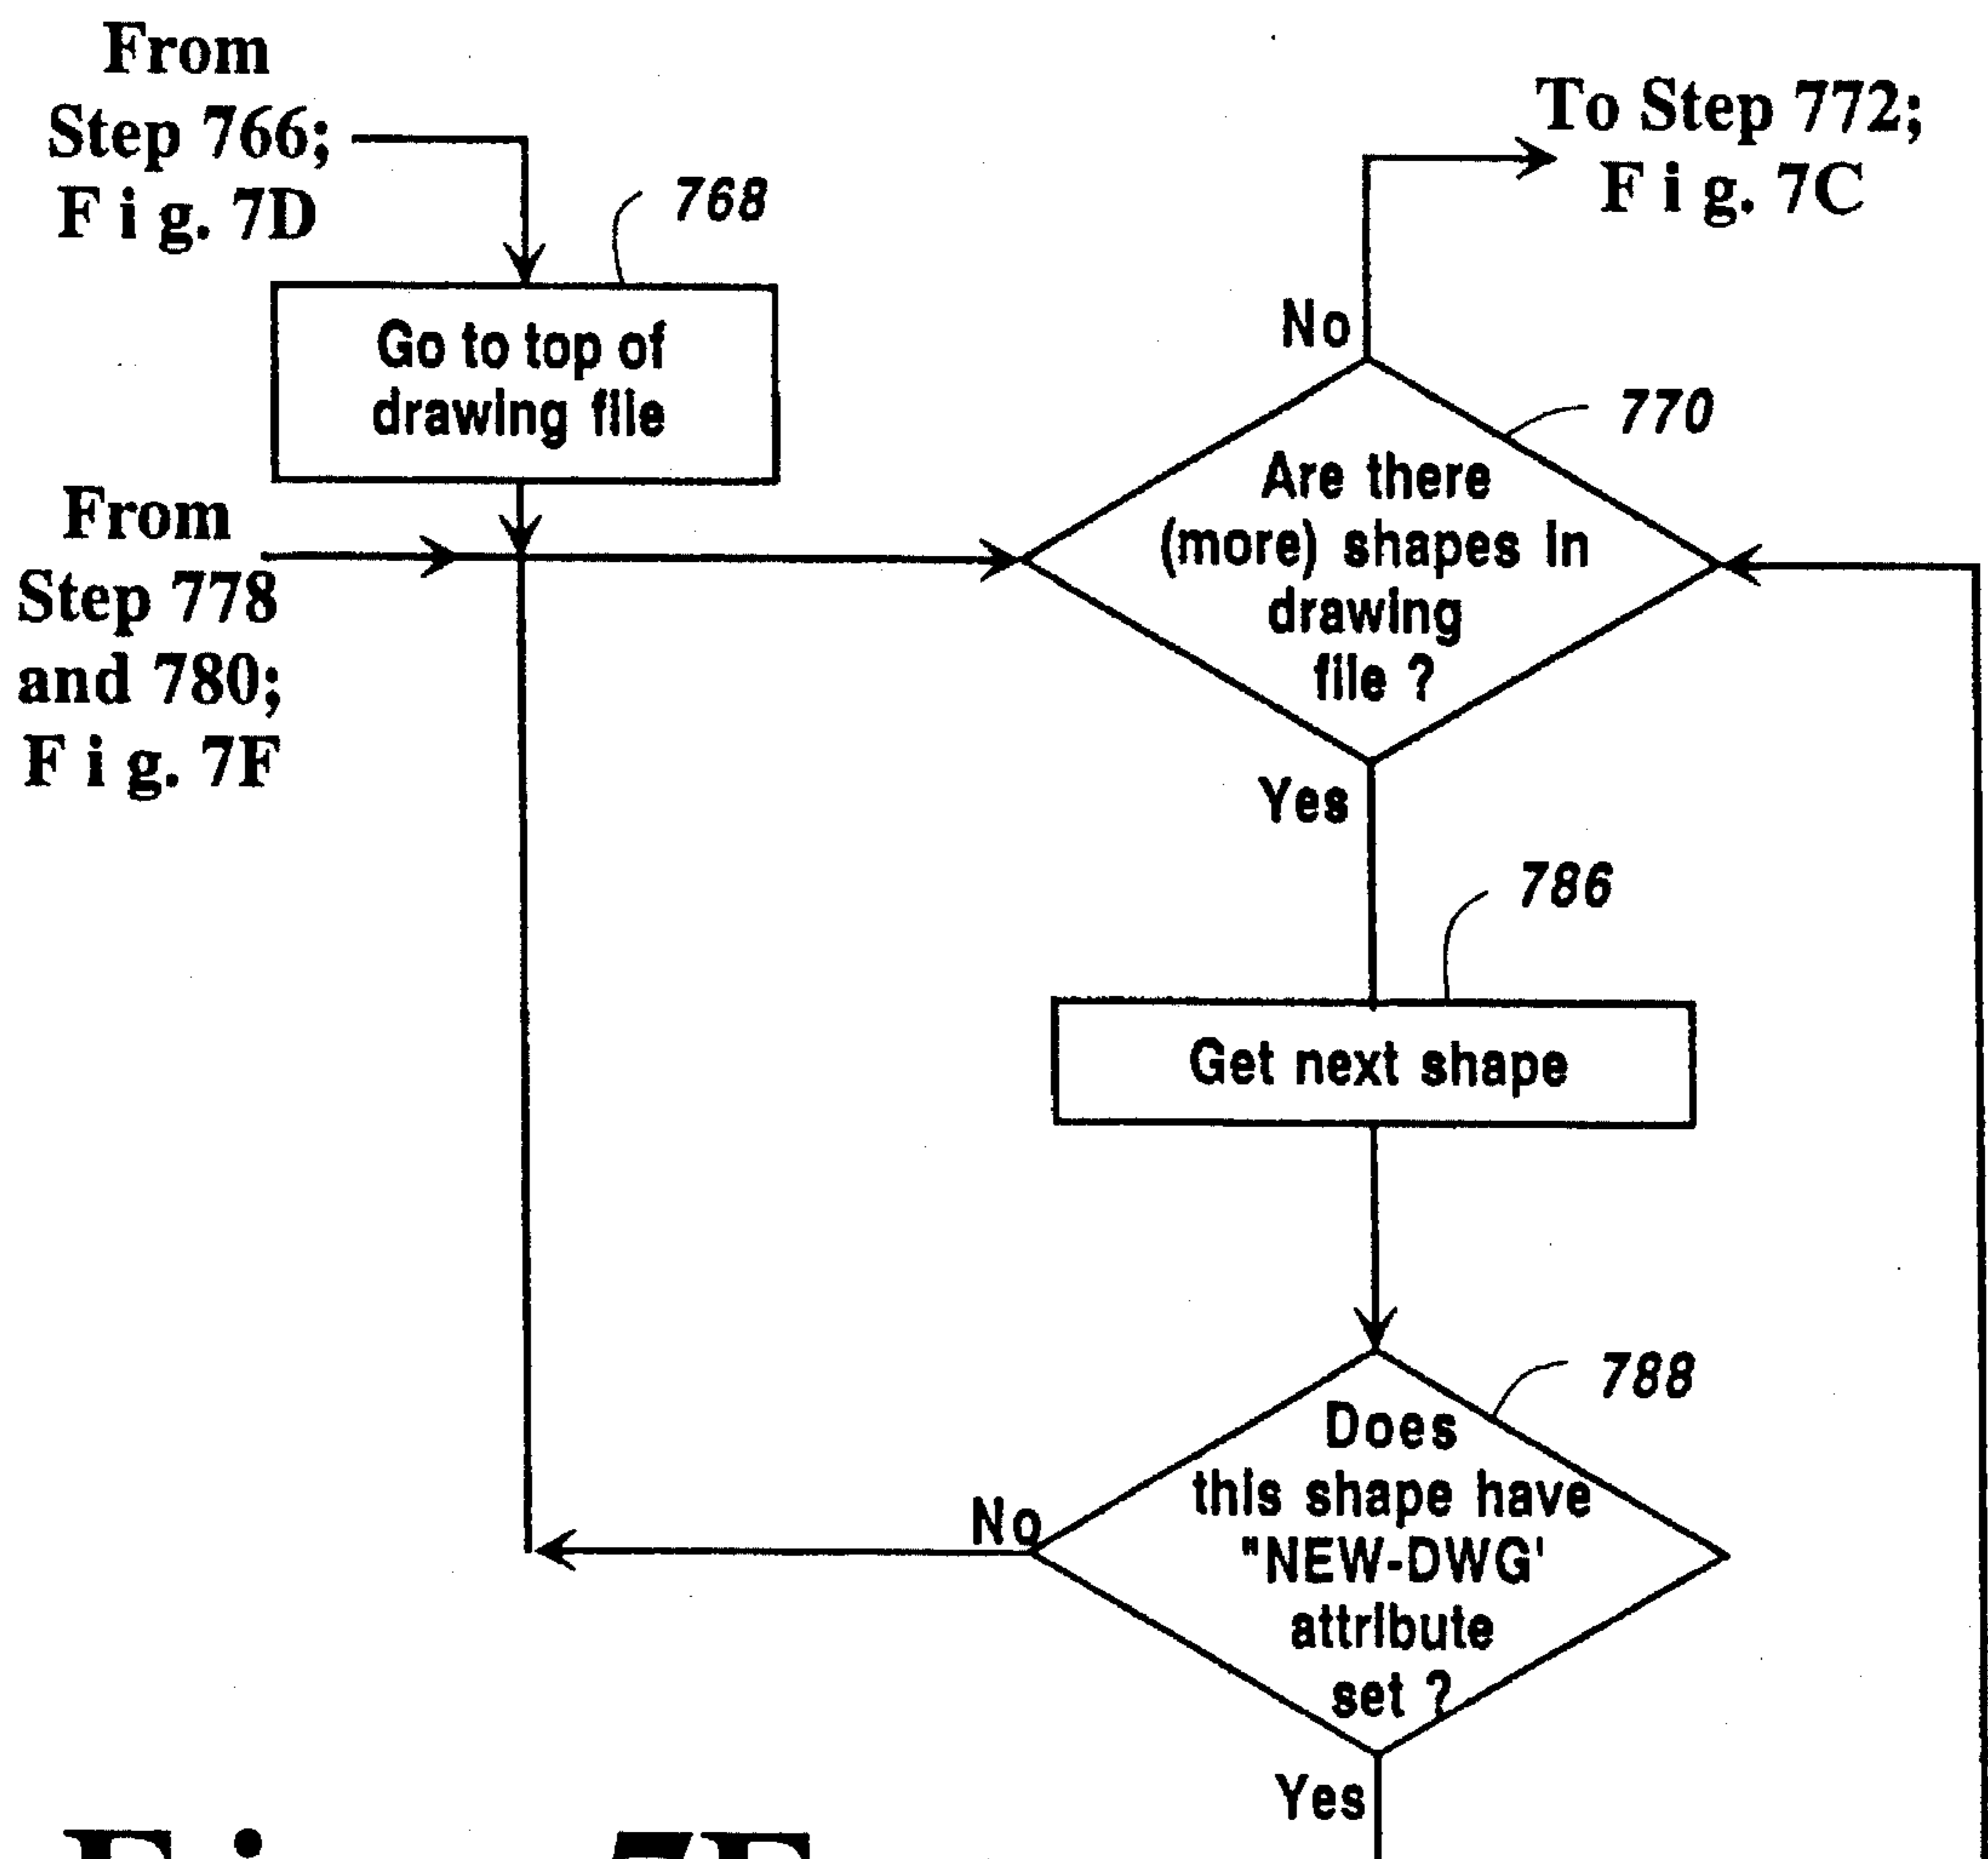 From
Step 766;
Fig. 7D
768
To Step 772;
Fig. 7C
Go to top of
drawing file
No
770
Are there
(more) shapes in
drawing
file ?
From
Step 778
and 780;
Fig. 7F
Yes
786
Get next shape
788
Does
this shape have
"NEW-DWG'
attribute
set ?
No
Yes